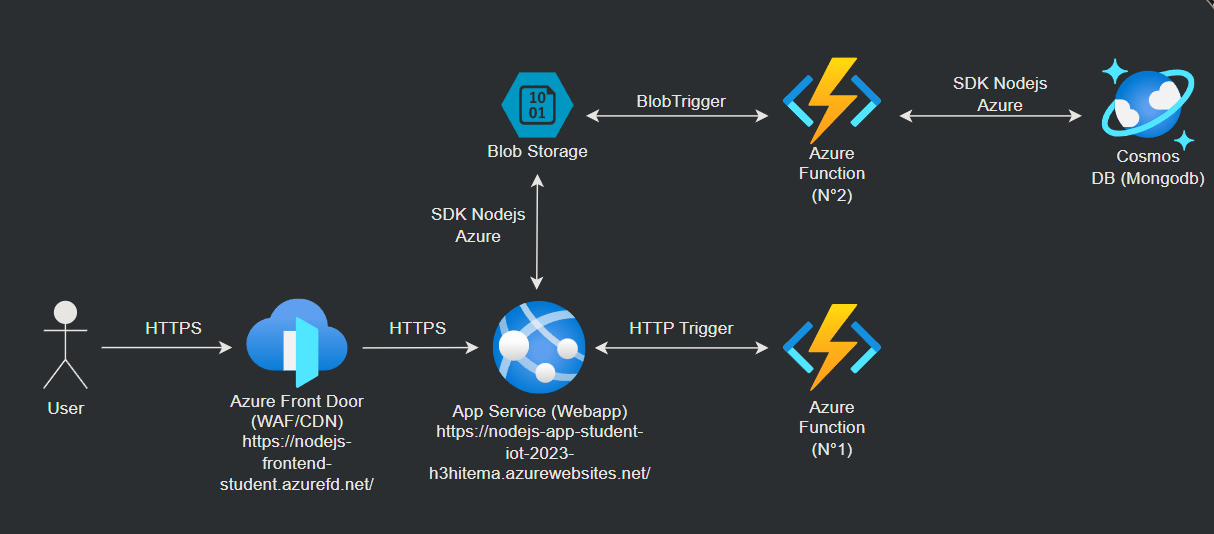 10
01
Blob Storage
BlobTrigger
Azure
Function
(N°2)
SDK Nodejs
Azure
Cosmos
DB (Mongodb)
SDK Nodejs
Azure
User
HTTPS
Azure Front Door
(WAF/CDN)
https://nodejs-
frontend-
student.azurefd.net/
HTTPS
App Service (Webapp)
https://nodejs-app-student-
iot-2023-
h3hitema.azurewebsites.net/
HTTP Trigger
Azure
Function
(N°1)